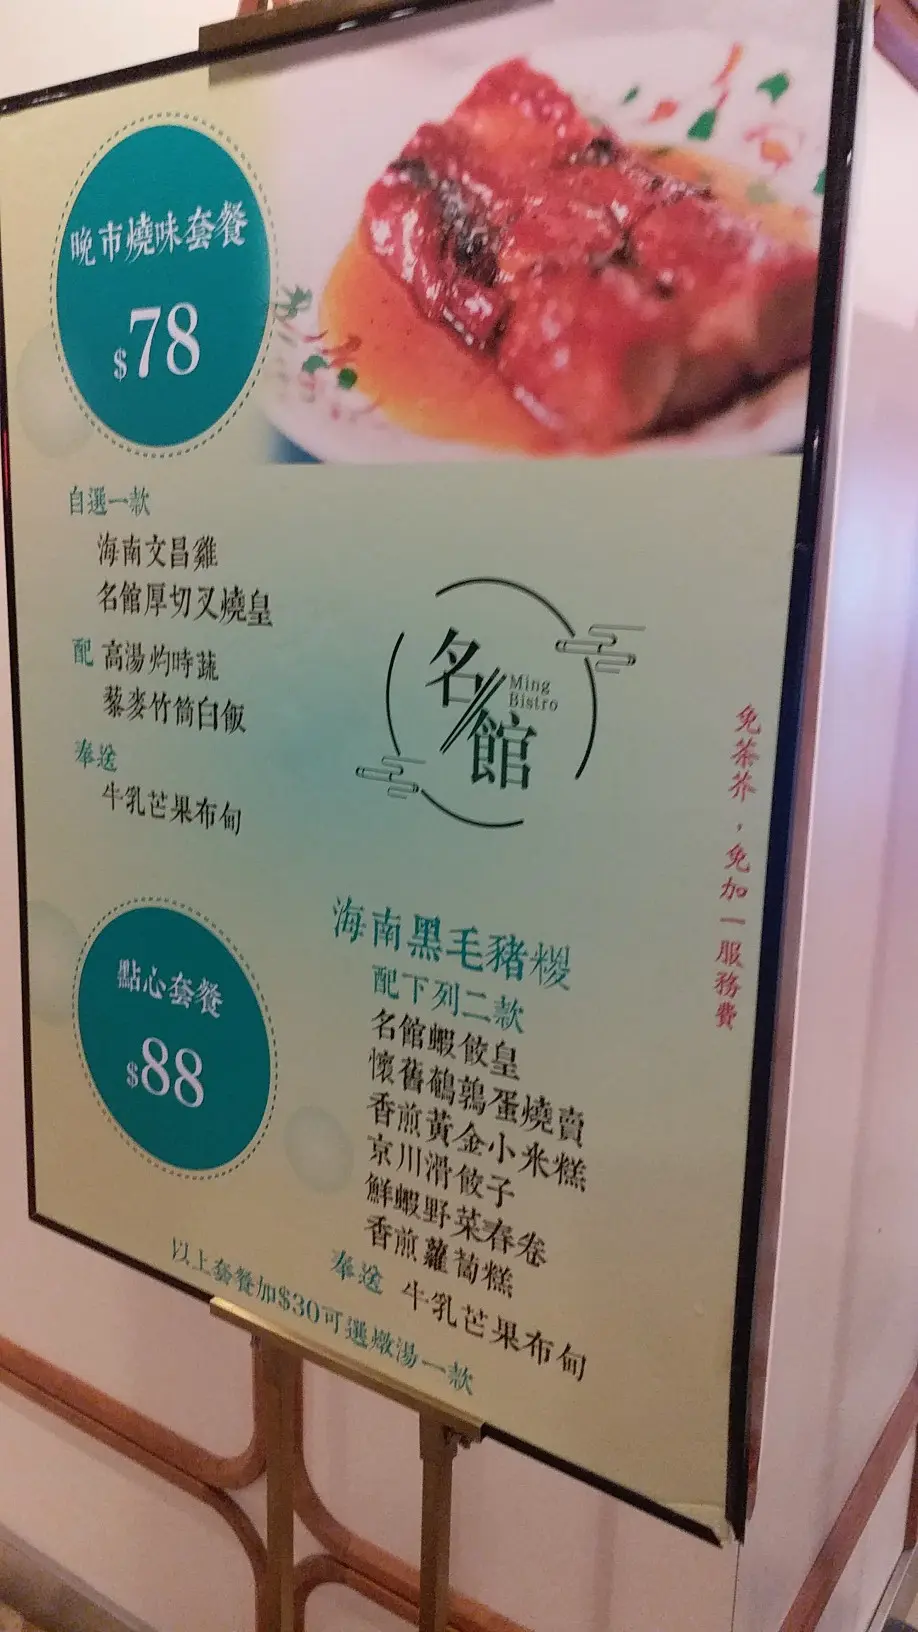 晚市燒味套餐
$78
自選一款
海南文昌雞
名館厚切叉燒皇
配 高湯灼時蔬
藜麥竹筒白飯
奉送
牛乳芒果布甸
名館
Ming
Bistro
免茶芥，免加一服務費
點心套餐
$88
海南黑毛豬糉
配下列二款
名館蝦餃皇
懷舊鵪鶉蛋燒賣
香煎黃金小米糕
京川滑餃子
鮮蝦野菜春卷
香煎蘿蔔糕
奉送 牛乳芒果布甸
以上套餐加$30可選燉湯一款